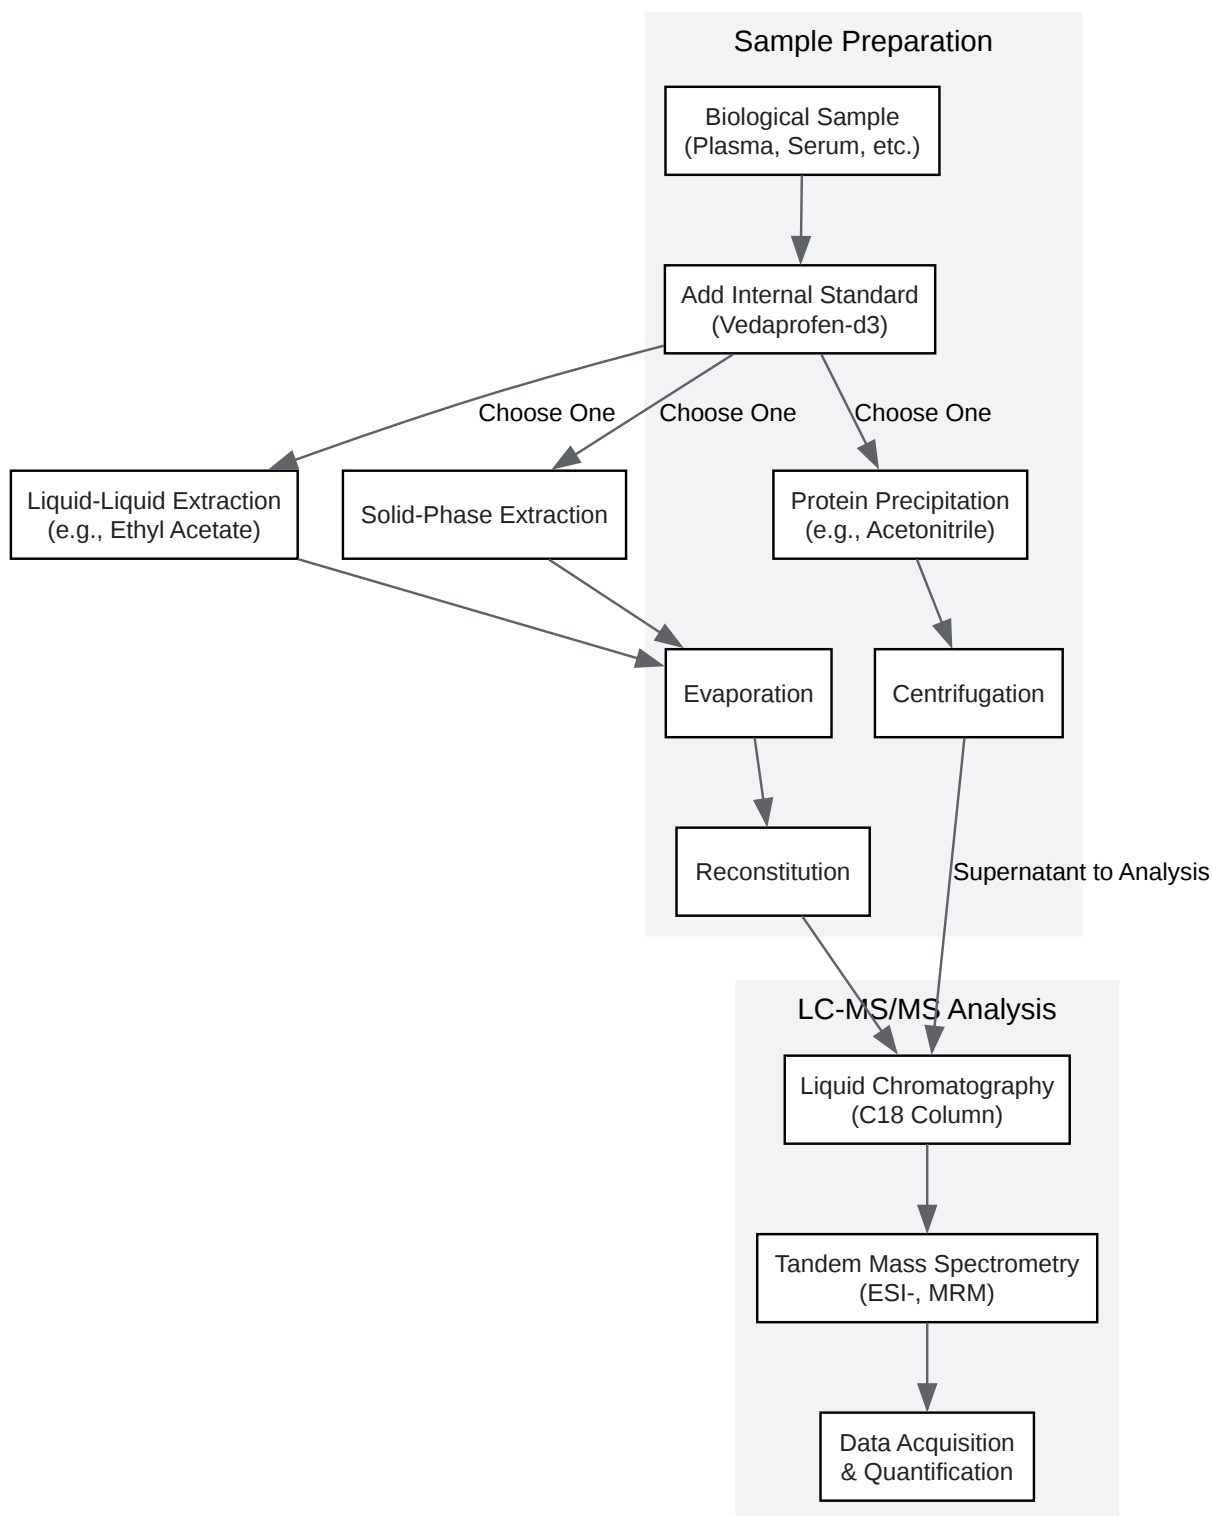 Sample Preparation
Biological Sample
(Plasma, Serum, etc.)
Add Internal Standard
(Vedaprofen-d3)
Choose One
Choose One
Choose One
Liquid-Liquid Extraction
(e.g., Ethyl Acetate)
Solid-Phase Extraction
Protein Precipitation
(e.g., Acetonitrile)
Evaporation
Centrifugation
Reconstitution
Supernatant to Analysis
LC-MS/MS Analysis
Liquid Chromatography
(C18 Column)
Tandem Mass Spectrometry
(ESI-, MRM)
Data Acquisition
& Quantification